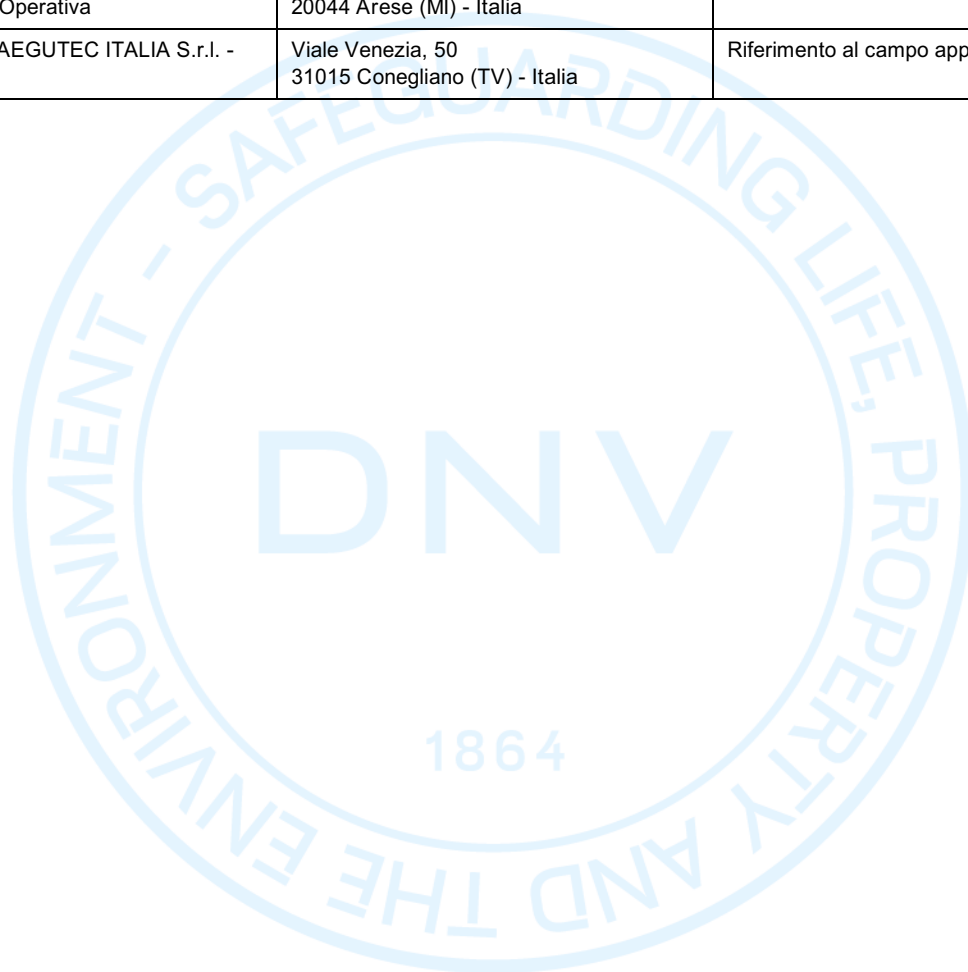 Operativa
20044 Arese (MI) - Italia
AEGUTEC ITALIA S.r.l. -
Viale Venezia, 50
Riferimento al campo app
31015 Conegliano (TV) - Italia
SAFEGUARDING LIFE, PROPERTY AND THE ENVIRONMENT -
DNV
1864